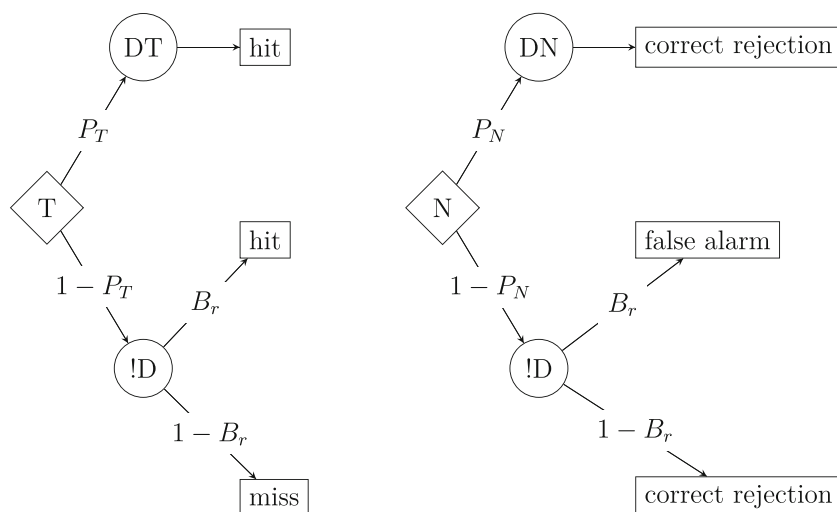 DT
hit
P_T
T
hit
1 − P_T
B_r
!D
1 − B_r
miss
DN
correct rejection
P_N
N
false alarm
1 − P_N
B_r
!D
1 − B_r
correct rejection